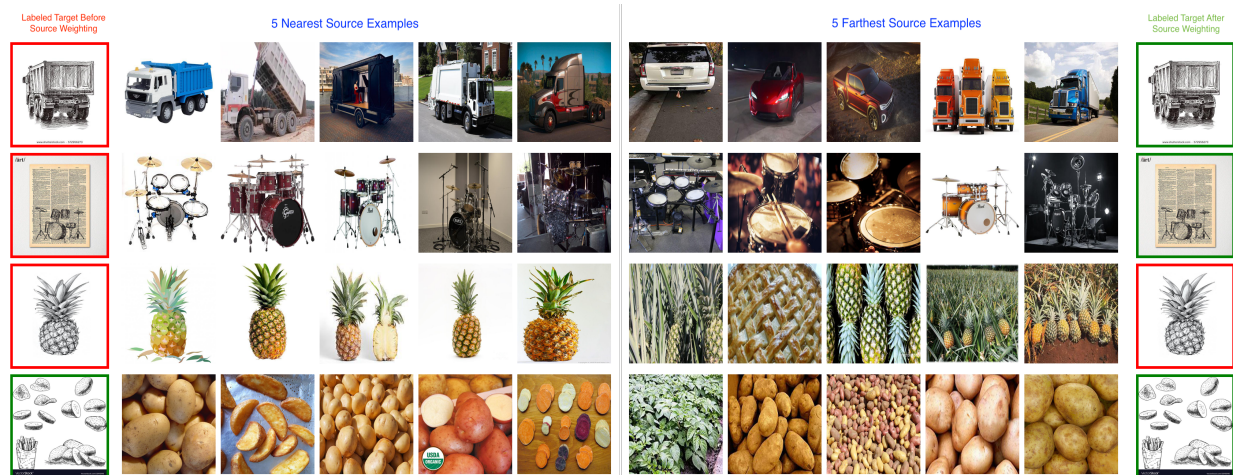 Labeled Target Before
Source Weighting
5 Nearest Source Examples
5 Farthest Source Examples
Labeled Target After
Source Weighting
/art/
/art/
USDA
ORGANIC